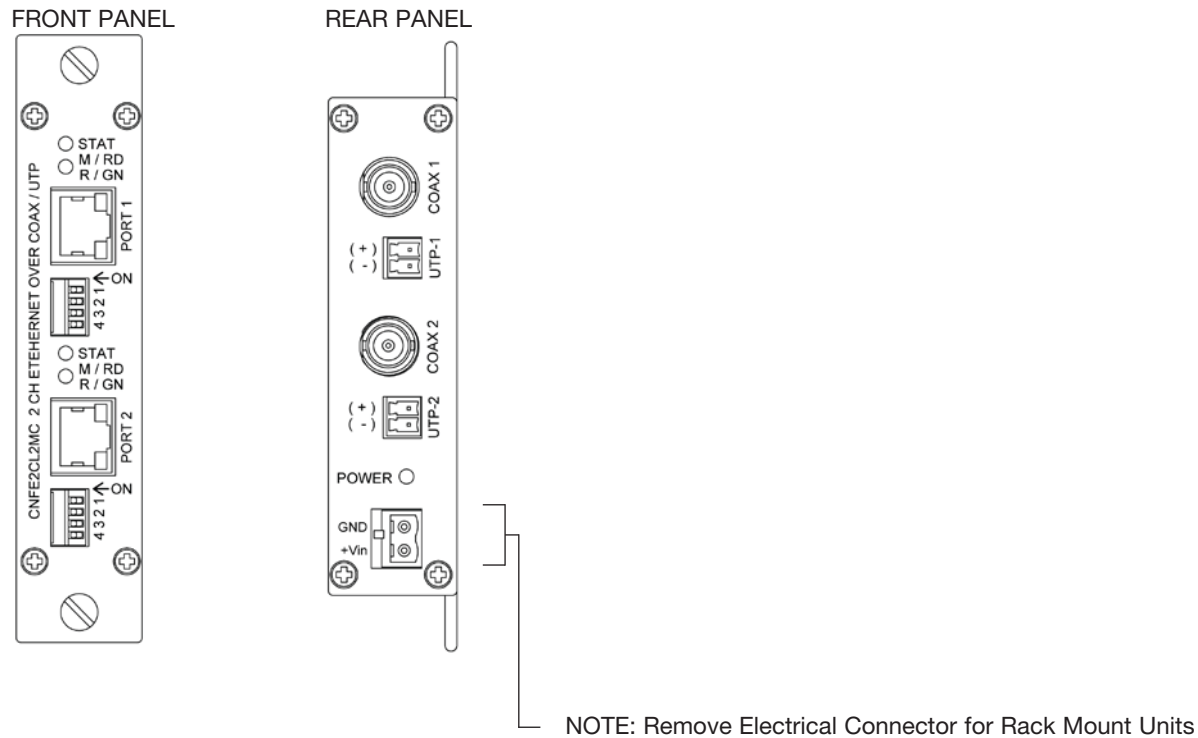 FRONT PANEL
STAT
M / RD
R / GN
PORT 1
←ON
4 3 2 1
STAT
M / RD
R / GN
PORT 2
←ON
4 3 2 1
CNFE2CL2MC 2 CH ETEHERNET OVER COAX / UTP
REAR PANEL
COAX 1
(+)
(-)
UTP-1
COAX 2
(+)
(-)
UTP-2
POWER
GND
+Vin
NOTE: Remove Electrical Connector for Rack Mount Units